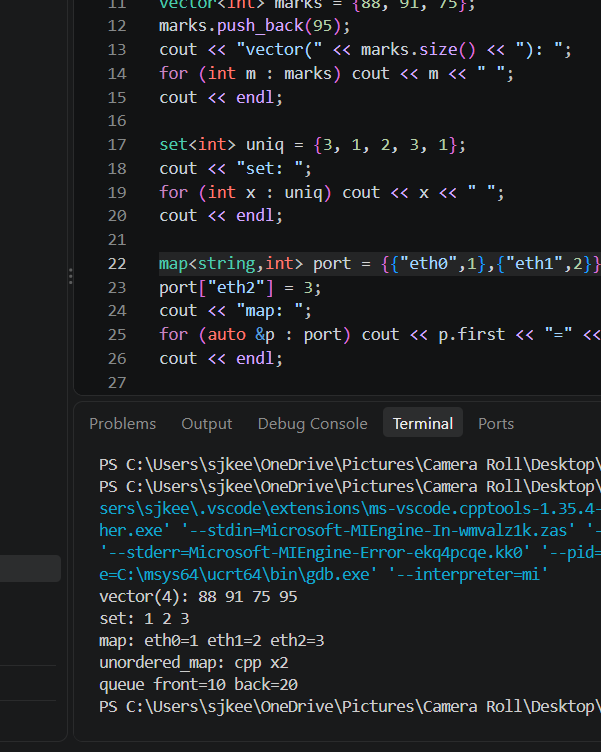 11 vector<int> marks = {88, 91, 75};
12 marks.push_back(95);
13 cout << "vector(" << marks.size() << "): ";
14 for (int m : marks) cout << m << " ";
15 cout << endl;
16
17 set<int> uniq = {3, 1, 2, 3, 1};
18 cout << "set: ";
19 for (int x : uniq) cout << x << " ";
20 cout << endl;
21
22 map<string,int> port = {{"eth0",1},{"eth1",2}}
23 port["eth2"] = 3;
24 cout << "map: ";
25 for (auto &p : port) cout << p.first << "=" <<
26 cout << endl;
27
Problems Output Debug Console Terminal Ports
PS C:\Users\sjkee\OneDrive\Pictures\Camera Roll\Desktop\
PS C:\Users\sjkee\OneDrive\Pictures\Camera Roll\Desktop\
sers\sjkee\.vscode\extensions\ms-vscode.cpptools-1.35.4-
her.exe' '--stdin=Microsoft-MIEngine-In-wmvalz1k.zas' '-
'--stderr=Microsoft-MIEngine-Error-ekq4pcqe.kk0' '--pid=
e=C:\msys64\ucrt64\bin\gdb.exe' '--interpreter=mi'
vector(4): 88 91 75 95
set: 1 2 3
map: eth0=1 eth1=2 eth2=3
unordered_map: cpp x2
queue front=10 back=20
PS C:\Users\sjkee\OneDrive\Pictures\Camera Roll\Desktop\